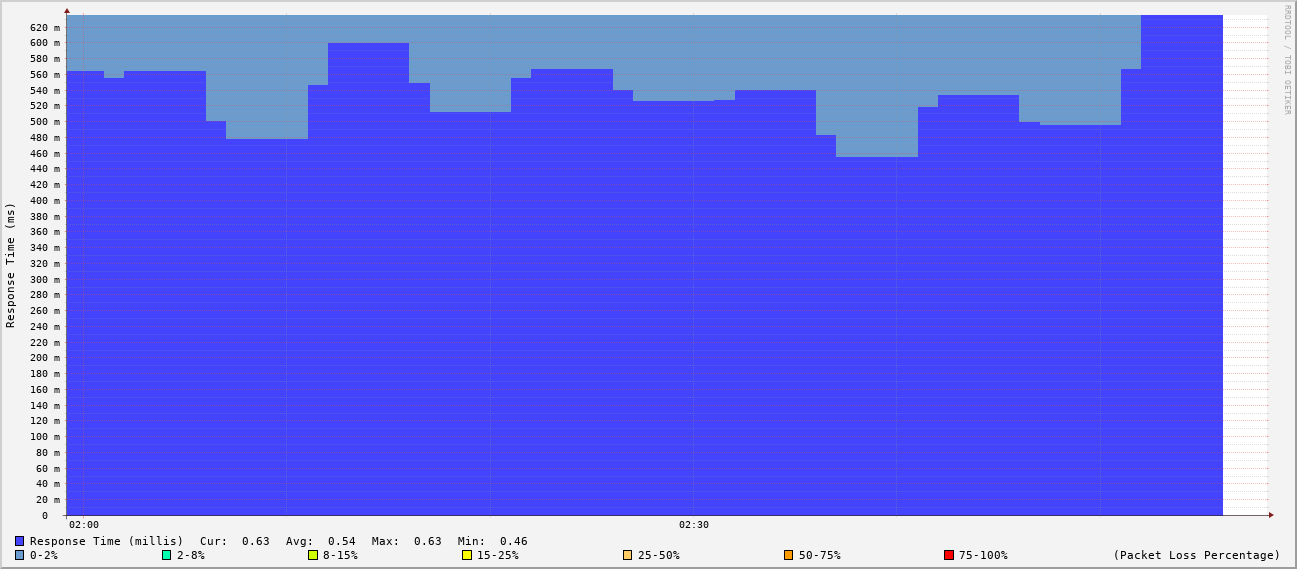 RRDTOOL / TOBI OETIKER
Response Time (ms)
620 m
600 m
580 m
560 m
540 m
520 m
500 m
480 m
460 m
440 m
420 m
400 m
380 m
360 m
340 m
320 m
300 m
280 m
260 m
240 m
220 m
200 m
180 m
160 m
140 m
120 m
100 m
80 m
60 m
40 m
20 m
0
02:00 02:30
Response Time (millis) Cur: 0.63 Avg: 0.54 Max: 0.63 Min: 0.46
0-2% 2-8% 8-15% 15-25% 25-50% 50-75% 75-100% (Packet Loss Percentage)